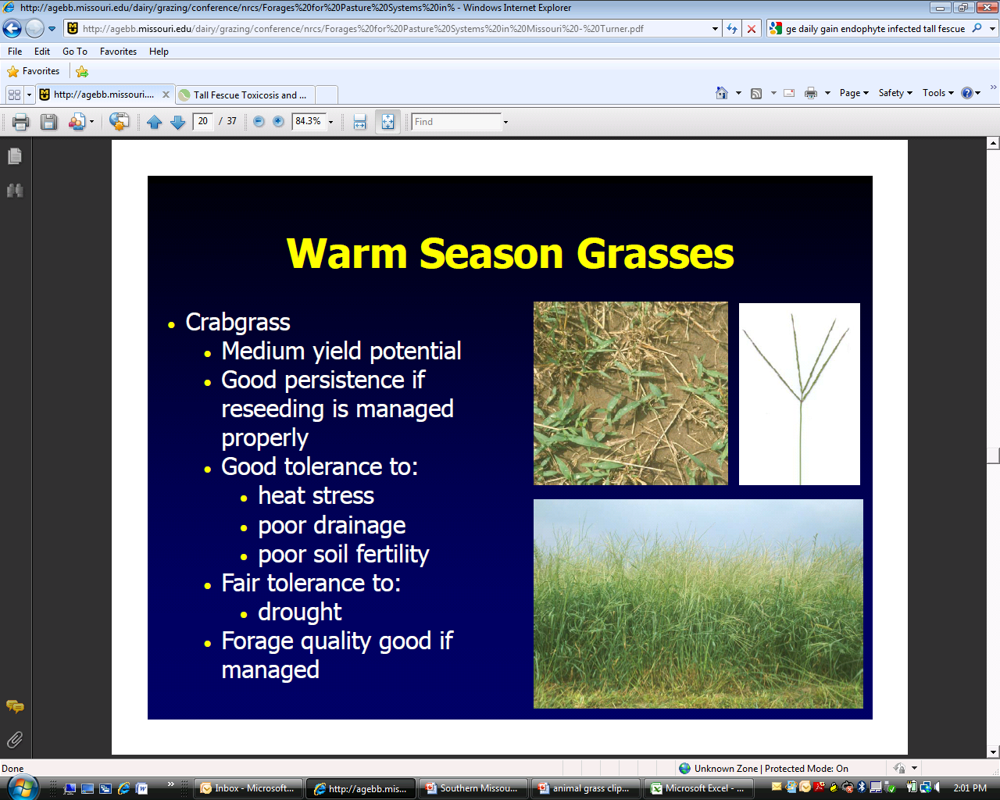 http://agebb.missouri.edu/dairy/grazing/conference/nrcs/Forages%20for%20Pasture%20Systems%20in% - Windows Internet Explorer
http://agebb.missouri.edu/dairy/grazing/conference/nrcs/Forages%20for%20Pasture%20Systems%20in%20Missouri%20-%20Turner.pdf
ge daily gain endophyte infected tall fescue
File Edit Go To Favorites Help
Favorites
http://agebb.missouri.... Tall Fescue Toxicosis and ... Page Safety Tools
20 / 37 84.3% Find
Warm Season Grasses
• Crabgrass
• Medium yield potential
• Good persistence if
reseeding is managed
properly
• Good tolerance to:
• heat stress
• poor drainage
• poor soil fertility
• Fair tolerance to:
• drought
• Forage quality good if
managed
Done Unknown Zone | Protected Mode: On
Inbox - Microsoft... http://agebb.mis... Southern Missou... animal grass clip... Microsoft Excel - ... 2:01 PM